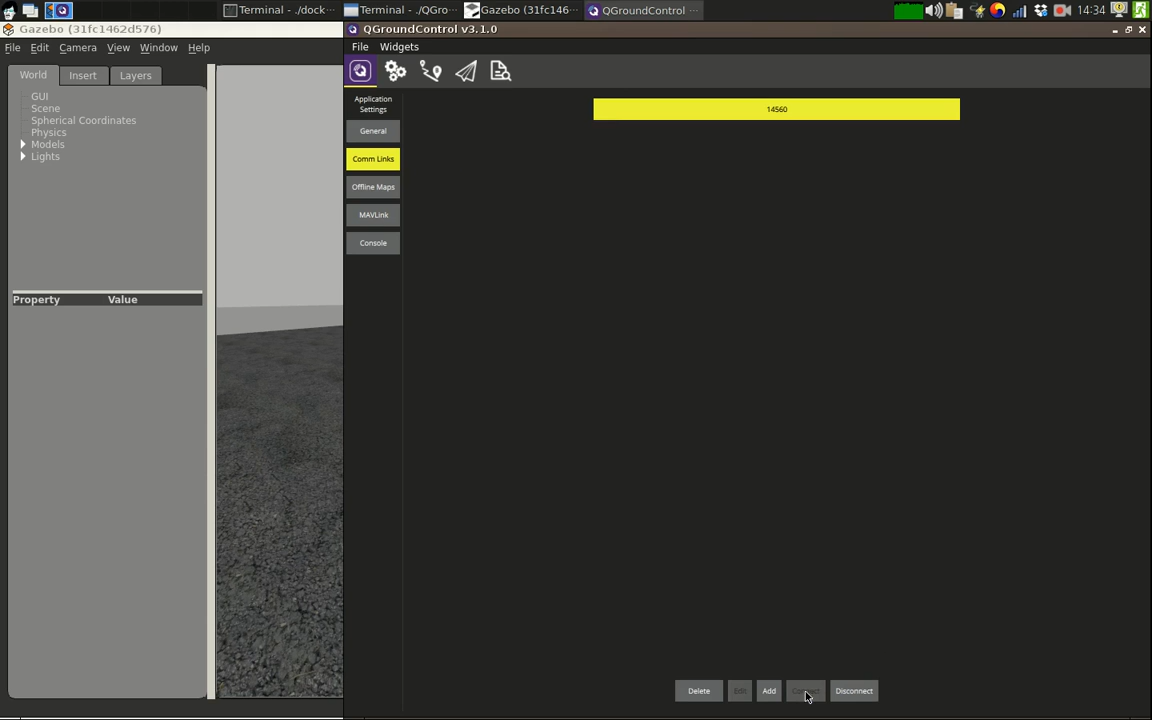 Terminal - ./dock···
Terminal - ./QGro···
Gazebo (31fc146···
QGroundControl ···
14:34
Gazebo (31fc1462d576)
File Edit Camera View Window Help
World Insert Layers
GUI
Scene
Spherical Coordinates
Physics
Models
Lights
Property Value
QGroundControl v3.1.0
File Widgets
Application
Settings
General
Comm Links
Offline Maps
MAVLink
Console
14560
Delete Edit Add Disconnect